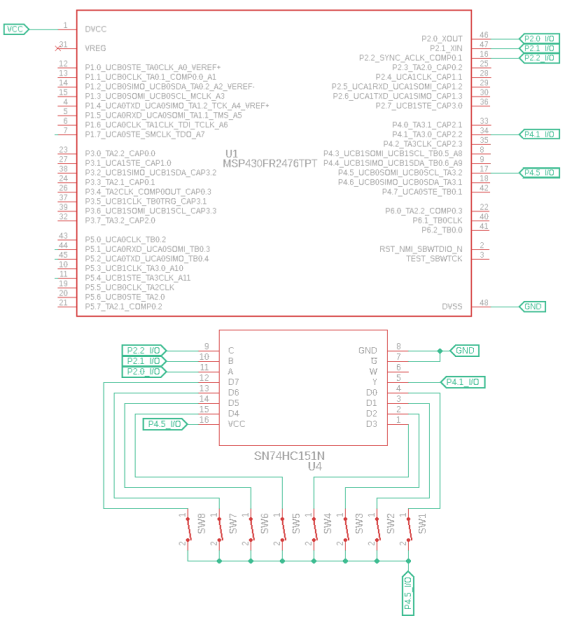 VCC
1 DVCC
21 VREG
12 P1.0_UCB0STE_TA0CLK_A0_VEREF+
13 P1.1_UCB0CLK_TA0.1_COMP0.0_A1
14 P1.2_UCB0SIMO_UCB0SDA_TA0.2_A2_VEREF-
15 P1.3_UCB0SOMI_UCB0SCL_MCLK_A3
4 P1.4_UCA0TXD_UCA0SIMO_TA1.2_TCK_A4_VREF+
5 P1.5_UCA0RXD_UCA0SOMI_TA1.1_TMS_A5
6 P1.6_UCA0CLK_TA1CLK_TDI_TCLK_A6
7 P1.7_UCA0STE_SMCLK_TDO_A7
23 P3.0_TA2.2_CAP0.0
27 P3.1_UCA1STE_CAP1.0
38 P3.2_UCB1SIMO_UCB1SDA_CAP3.2
24 P3.3_TA2.1_CAP0.1
26 P3.4_TA2CLK_COMP0OUT_CAP0.3
37 P3.5_UCB1CLK_TB0TRG_CAP3.1
39 P3.6_UCB1SOMI_UCB1SCL_CAP3.3
32 P3.7_TA3.2_CAP2.0
43 P5.0_UCA0CLK_TB0.2
44 P5.1_UCA0RXD_UCA0SOMI_TB0.3
45 P5.2_UCA0TXD_UCA0SIMO_TB0.4
10 P5.3_UCB1CLK_TA3.0_A10
11 P5.4_UCB1STE_TA3CLK_A11
19 P5.5_UCB0CLK_TA2CLK
20 P5.6_UCB0STE_TA2.0
21 P5.7_TA2.1_COMP0.2
U1
MSP430FR2476TPT
P2.0_XOUT 46 P2.0_I/O
P2.1_XIN 47 P2.1_I/O
P2.2_SYNC_ACLK_COMP0.1 16 P2.2_I/O
P2.3_TA2.0_CAP0.2 25
P2.4_UCA1CLK_CAP1.1 28
P2.5_UCA1RXD_UCA1SOMI_CAP1.2 29
P2.6_UCA1TXD_UCA1SIMO_CAP1.3 30
P2.7_UCB1STE_CAP3.0 36
P4.0_TA3.1_CAP2.1 33
P4.1_TA3.0_CAP2.2 34 P4.1_I/O
P4.2_TA3CLK_CAP2.3 35
P4.3_UCB1SOMI_UCB1SCL_TB0.5_A8 8
P4.4_UCB1SIMO_UCB1SDA_TB0.6_A9 9
P4.5_UCB0SOMI_UCB0SCL_TA3.2 17 P4.5_I/O
P4.6_UCB0SIMO_UCB0SDA_TA3.1 18
P4.7_UCA0STE_TB0.1 42
P6.0_TA2.2_COMP0.3 22
P6.1_TB0CLK 40
P6.2_TB0.0 41
RST_NMI_SBWTDIO_N 2
TEST_SBWTCK 3
DVSS 48 GND
P2.2_I/O 9 C GND 8 GND
P2.1_I/O 10 B G 7
P2.0_I/O 11 A W 6
12 D7 Y 5 P4.1_I/O
13 D6 D0 4
14 D5 D1 3
15 D4 D2 2
P4.5_I/O 16 VCC D3 1
SN74HC151N
U4
1 1 1 1 1 1 1 1
SW8 SW7 SW6 SW5 SW4 SW3 SW2 SW1
2 2 2 2 2 2 2 2
P4.5_I/O